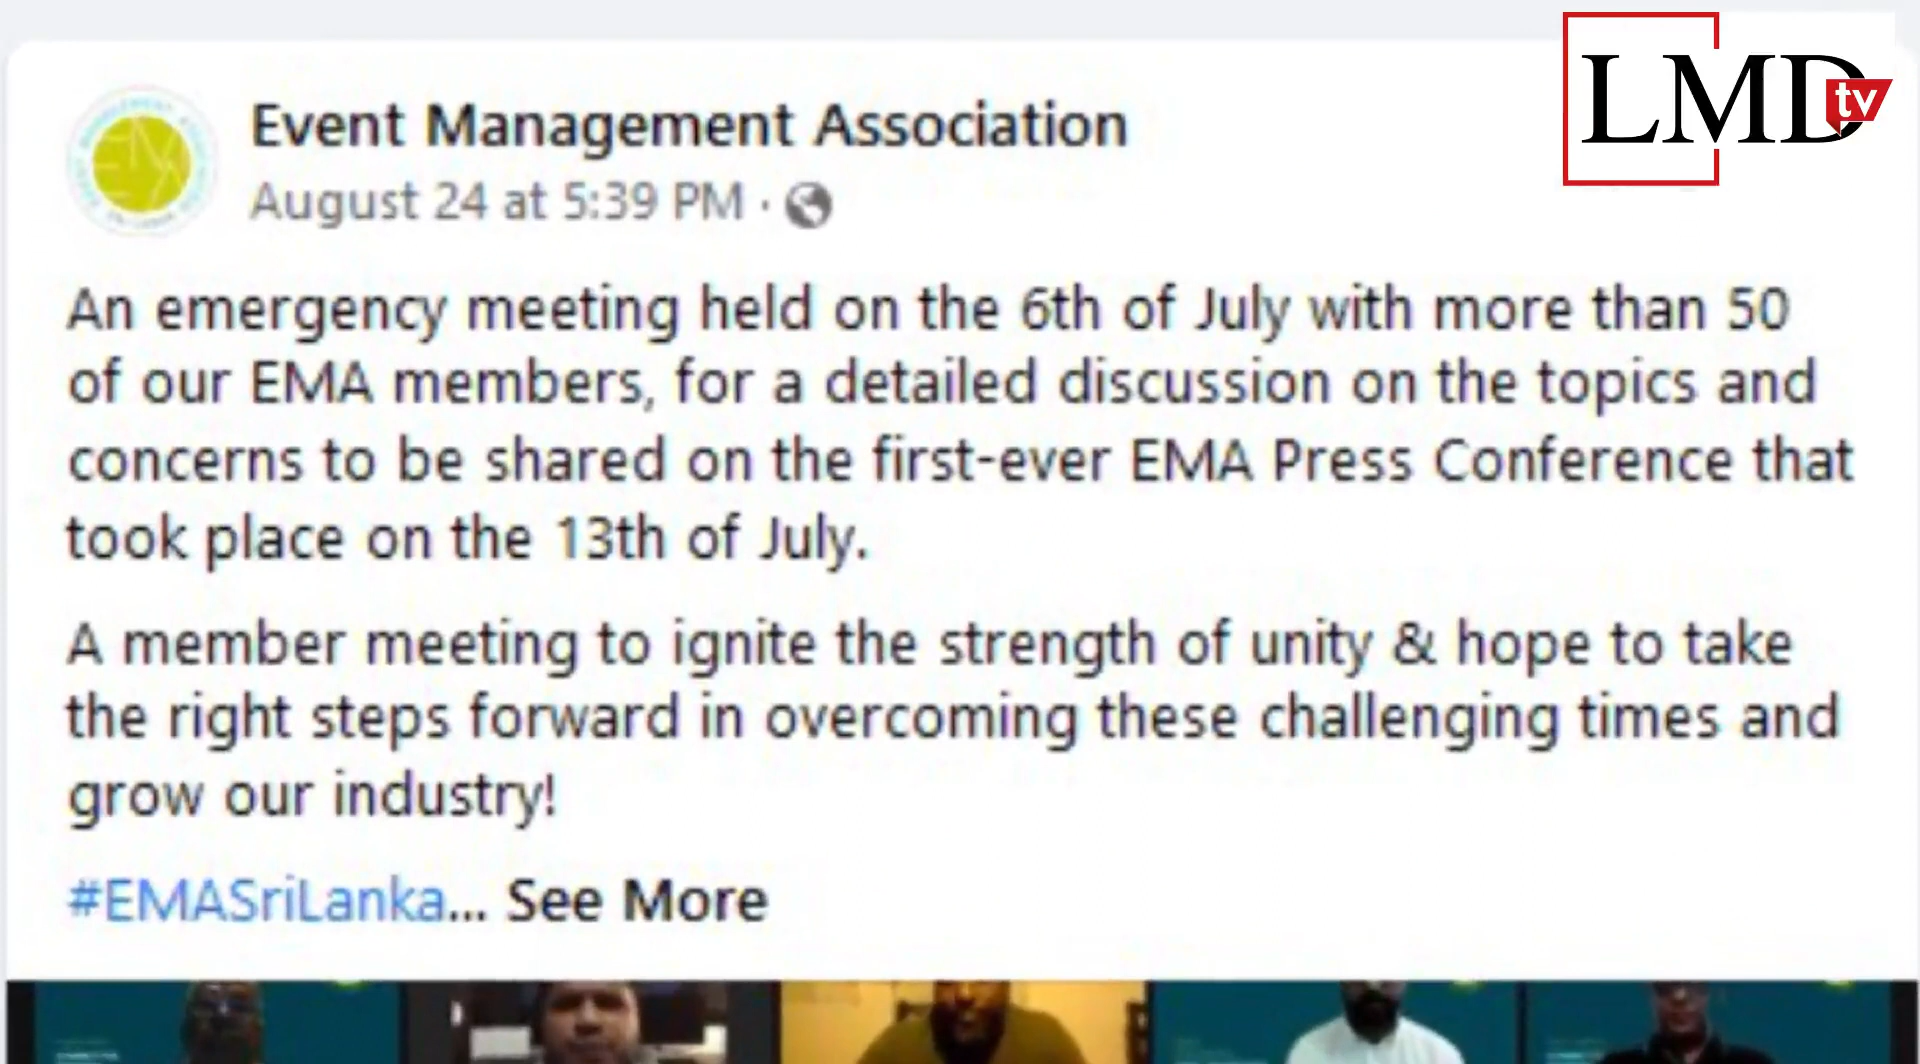 LMD
tv
Event Management Association
August 24 at 5:39 PM ·
An emergency meeting held on the 6th of July with more than 50
of our EMA members, for a detailed discussion on the topics and
concerns to be shared on the first-ever EMA Press Conference that
took place on the 13th of July.
A member meeting to ignite the strength of unity & hope to take
the right steps forward in overcoming these challenging times and
grow our industry!
#EMASriLanka... See More